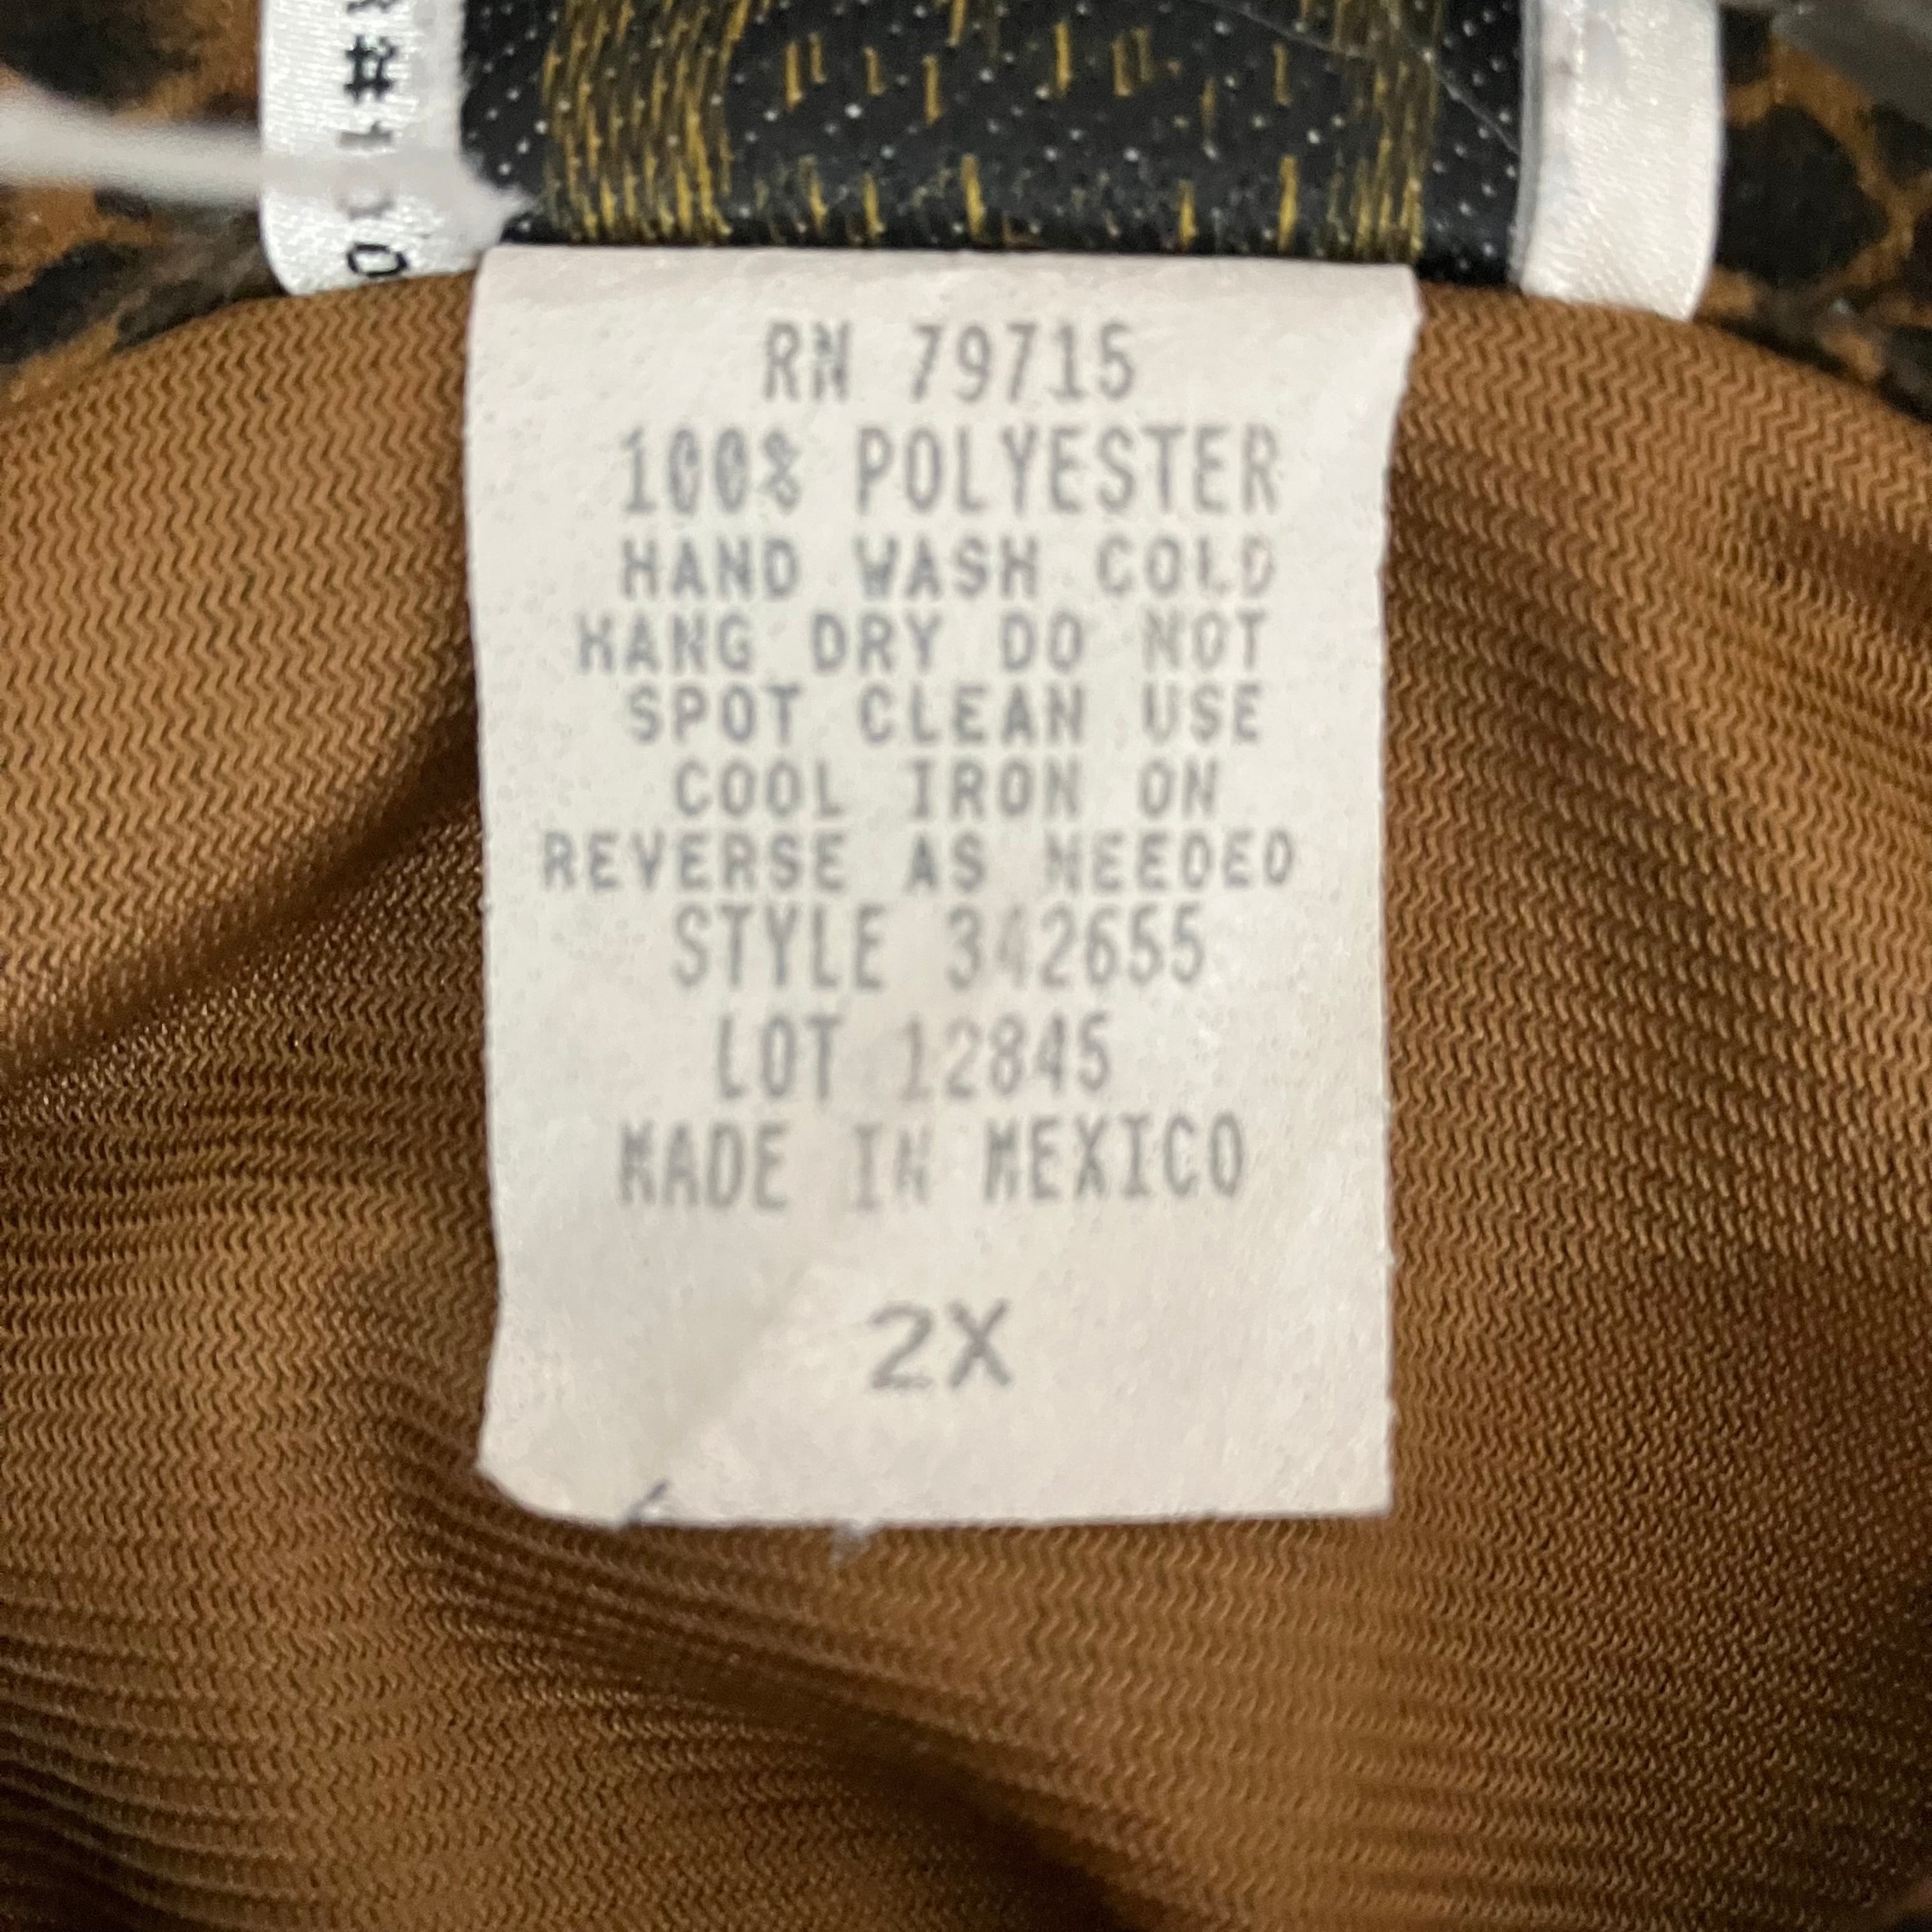 RN 79715
100% POLYESTER
HAND WASH COLD
HANG DRY DO NOT
SPOT CLEAN USE
COOL IRON ON
REVERSE AS NEEDED
STYLE 342655
LOT 12845
MADE IN MEXICO
2X